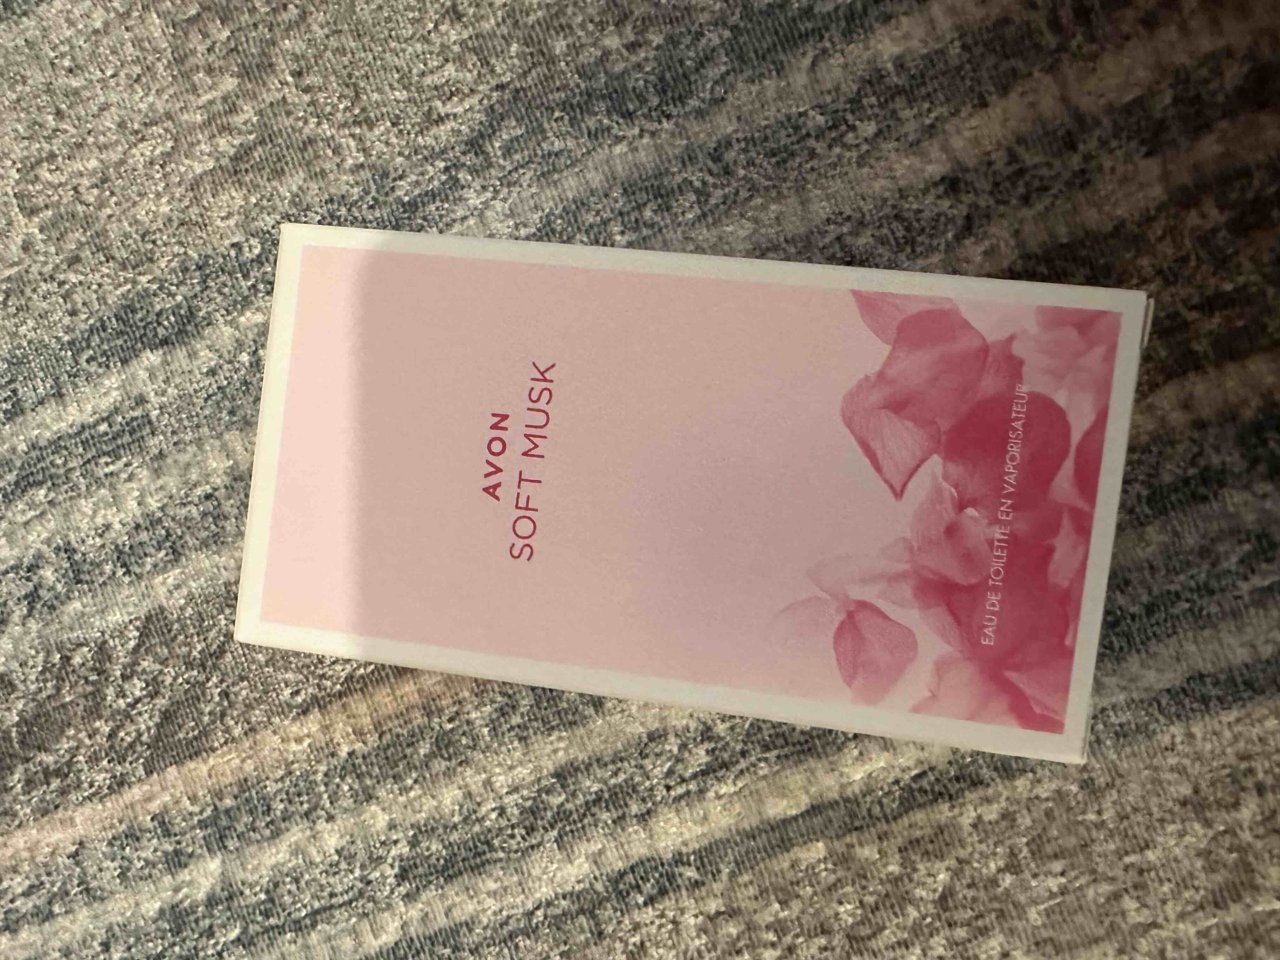 AVON
SOFT MUSK
EAU DE TOILETTE EN VAPORISATEUR